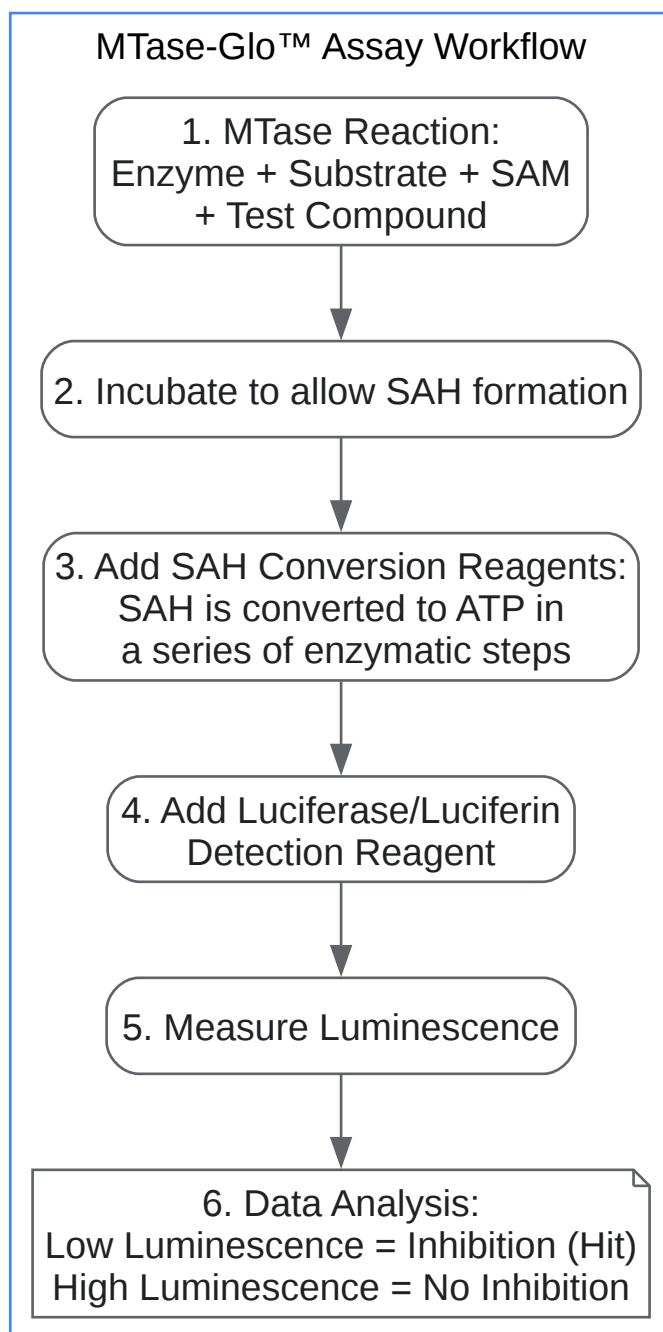 MTase-Glo™ Assay Workflow
1. MTase Reaction:
Enzyme + Substrate + SAM
+ Test Compound
2. Incubate to allow SAH formation
3. Add SAH Conversion Reagents:
SAH is converted to ATP in
a series of enzymatic steps
4. Add Luciferase/Luciferin
Detection Reagent
5. Measure Luminescence
6. Data Analysis:
Low Luminescence = Inhibition (Hit)
High Luminescence = No Inhibition